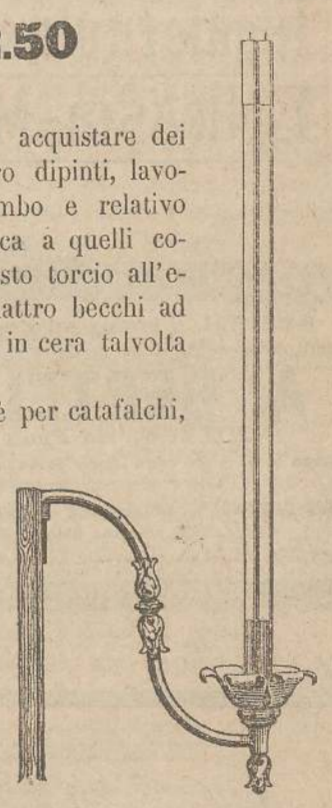 .50
acquistare dei
o dipinti, lavo-
mbo e relativo
ca a quelli co-
sto torcio all'e-
attro becchi ad
in cera talvolta
è per catafalchi,